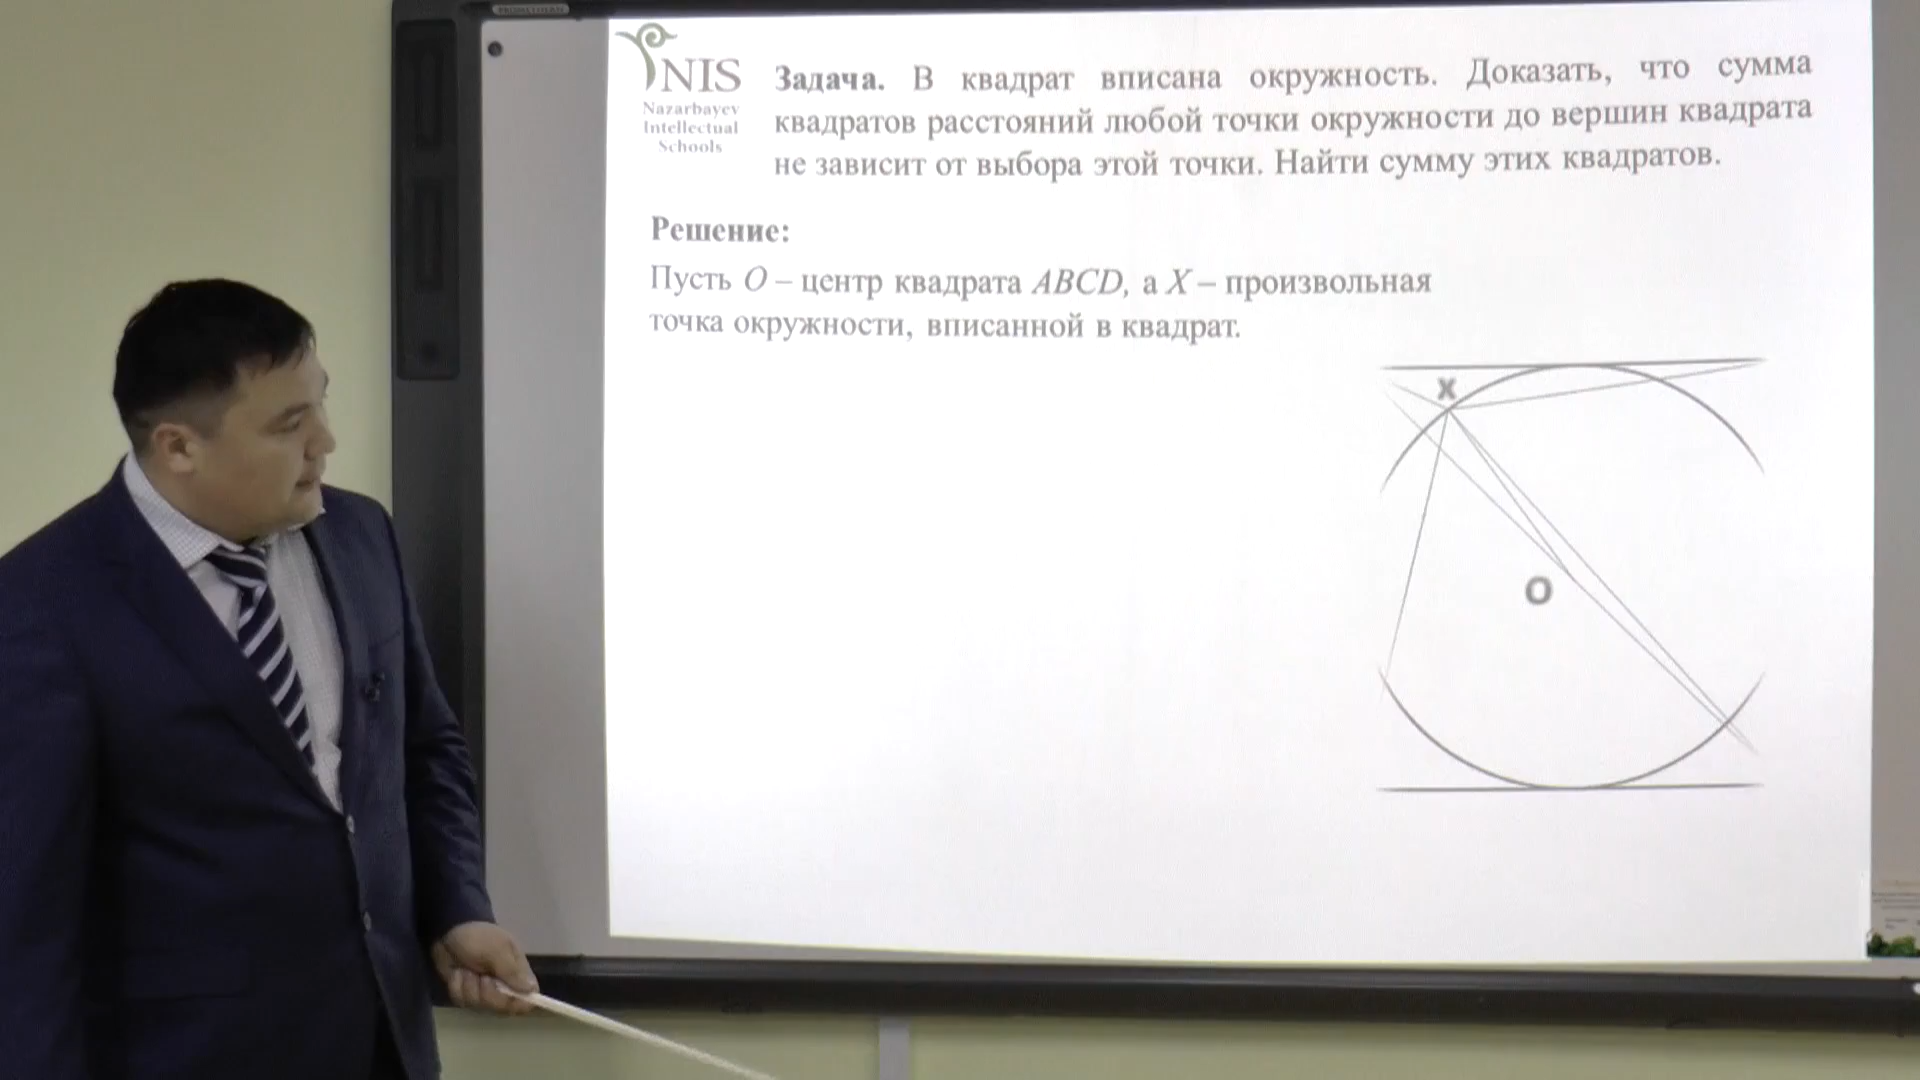 NIS
Nazarbayev
Intellectual
Schools
Задача. В квадрат вписана окружность. Доказать, что сумма
квадратов расстояний любой точки окружности до вершин квадрата
не зависит от выбора этой точки. Найти сумму этих квадратов.
Решение:
Пусть O – центр квадрата ABCD, а X – произвольная
точка окружности, вписанной в квадрат.
X
O